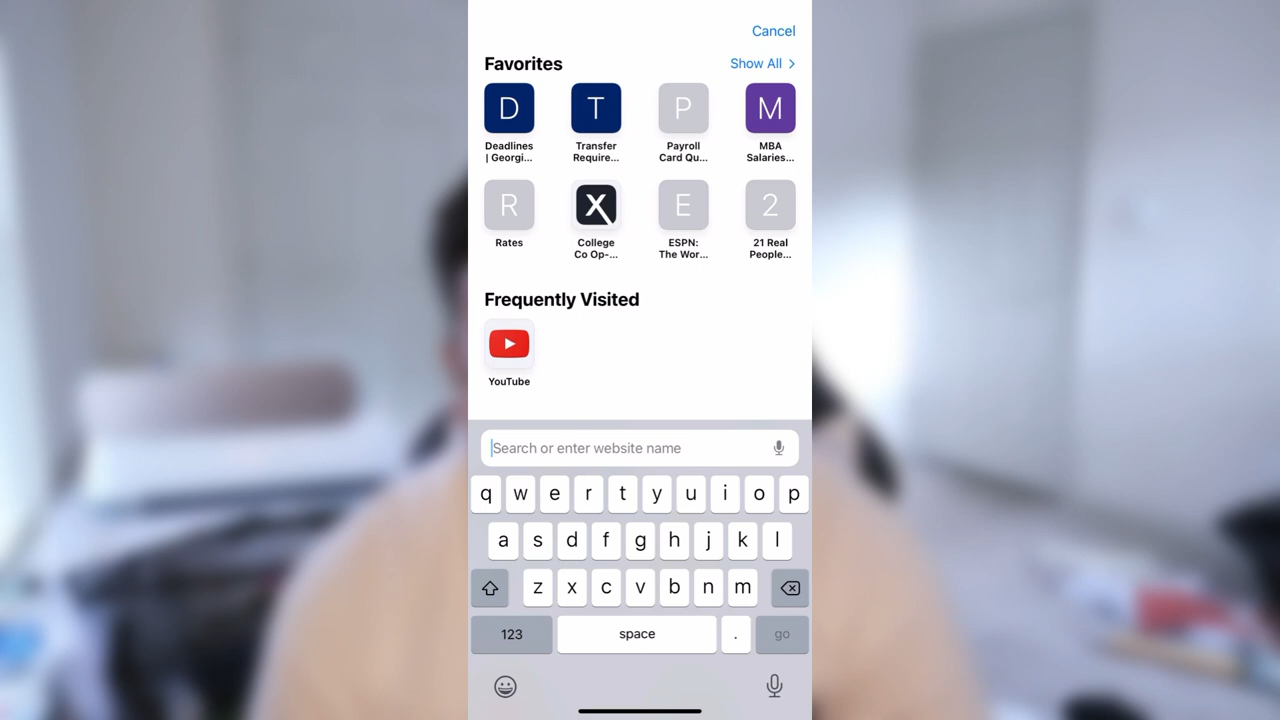 Cancel
Favorites
Show All
D
T
P
M
Deadlines
| Georgi...
Transfer
Require...
Payroll
Card Qu...
MBA
Salaries...
R
X
E
2
Rates
College
Co Op-...
ESPN:
The Wor...
21 Real
People...
Frequently Visited
YouTube
Search or enter website name
q w e r t y u i o p
a s d f g h j k l
z x c v b n m
123 space . go